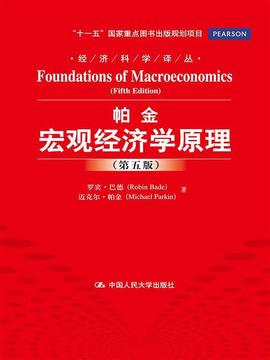 “十一五”国家重点图书出版规划项目
PEARSON
·经·济·科·学·译·丛·
Foundations of Macroeconomics
(Fifth Edition)
帕金
宏观经济学原理
(第五版)
罗宾·巴德(Robin Bade)
迈克尔·帕金(Michael Parkin)
著
中国人民大学出版社